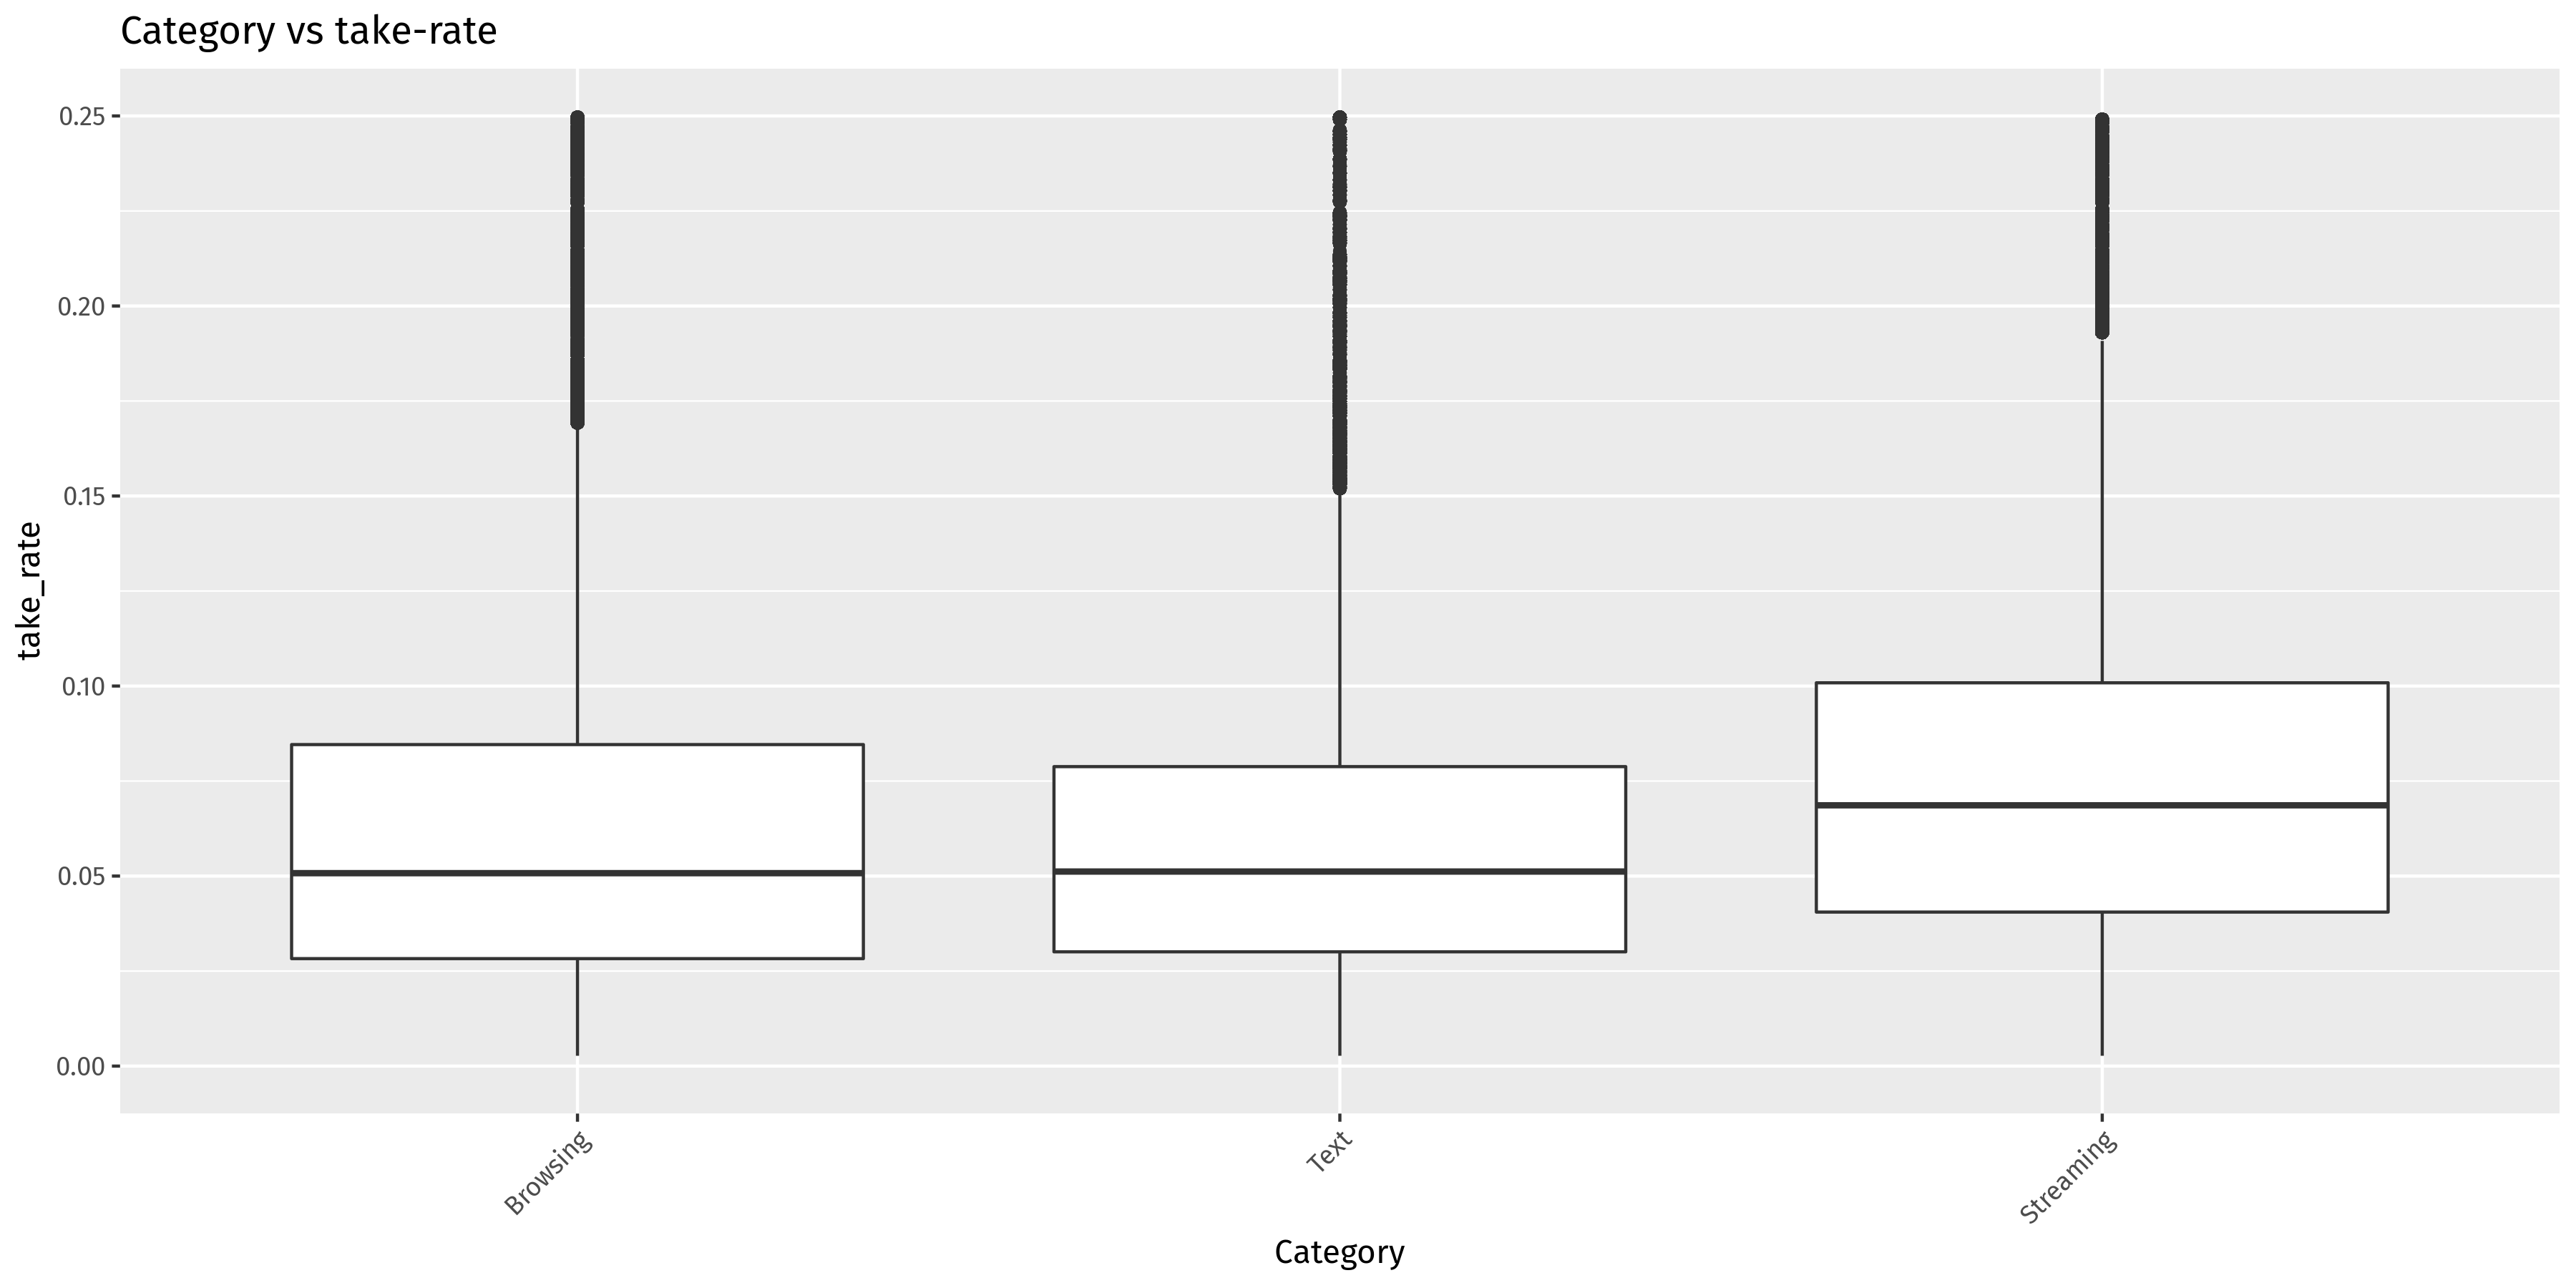 Category vs take-rate
take_rate
0.25
0.20
0.15
0.10
0.05
0.00
Browsing
Text
Streaming
Category